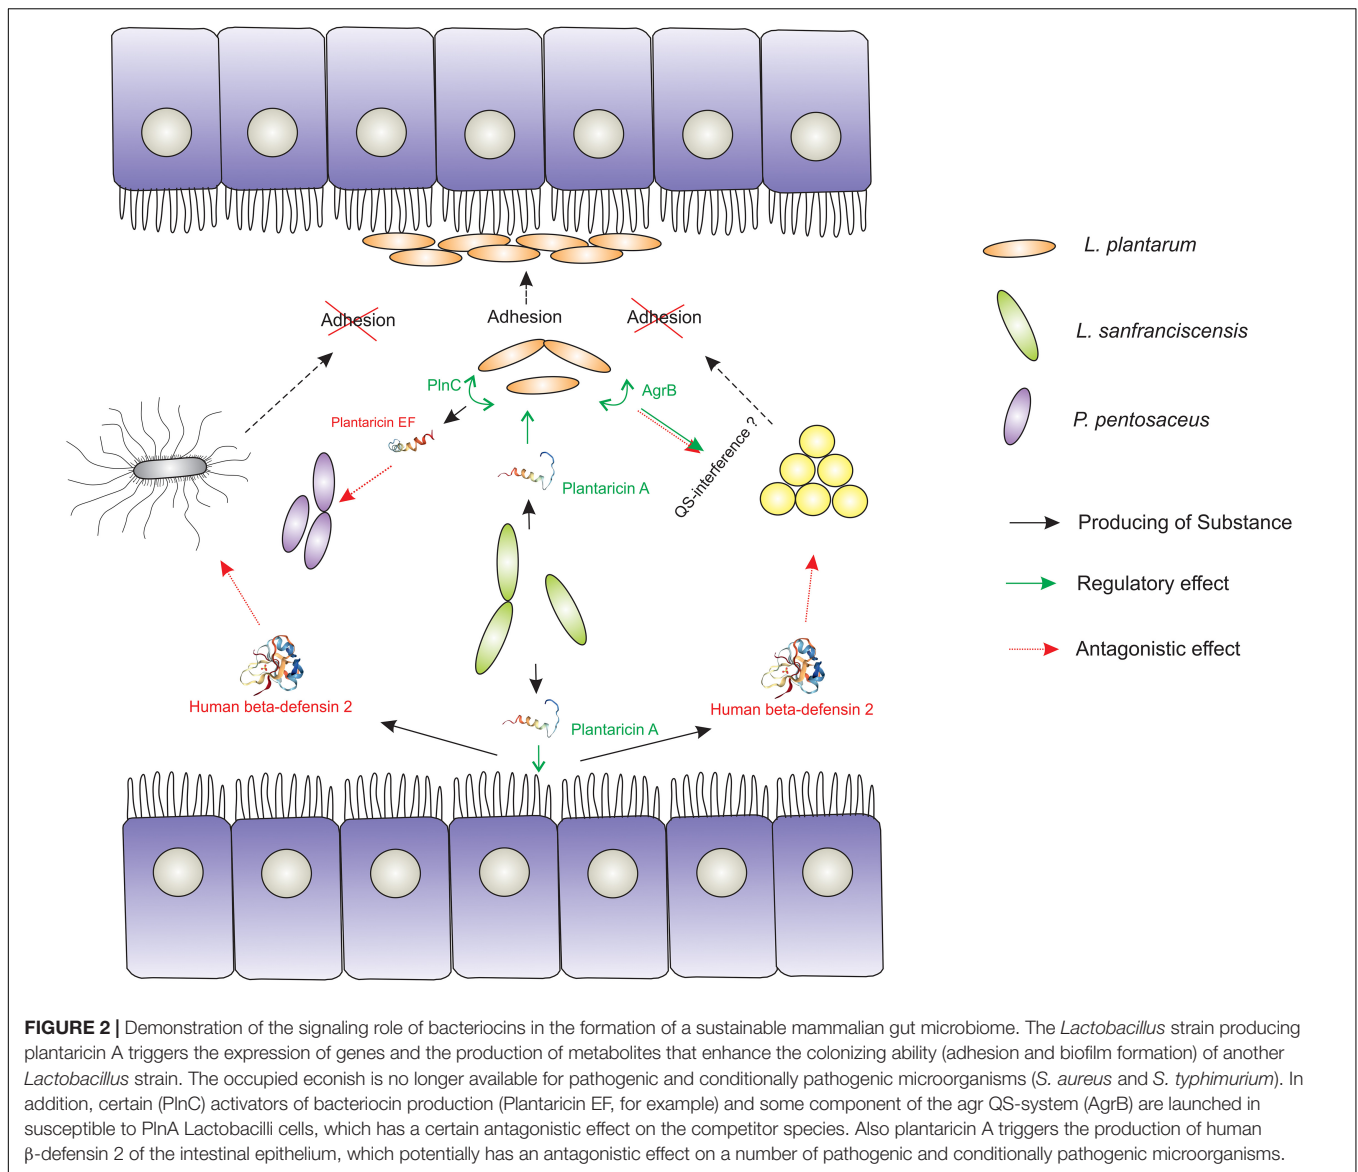 Adhesion
Adhesion
Adhesion
PlnC
AgrB
Plantaricin EF
QS-interference ?
Plantaricin A
Human beta-defensin 2
Plantaricin A
Human beta-defensin 2
L. plantarum
L. sanfranciscensis
P. pentosaceus
Producing of Substance
Regulatory effect
Antagonistic effect
FIGURE 2 | Demonstration of the signaling role of bacteriocins in the formation of a sustainable mammalian gut microbiome. The Lactobacillus strain producing
plantaricin A triggers the expression of genes and the production of metabolites that enhance the colonizing ability (adhesion and biofilm formation) of another
Lactobacillus strain. The occupied econish is no longer available for pathogenic and conditionally pathogenic microorganisms (S. aureus and S. typhimurium). In
addition, certain (PlnC) activators of bacteriocin production (Plantaricin EF, for example) and some component of the agr QS-system (AgrB) are launched in
susceptible to PlnA Lactobacilli cells, which has a certain antagonistic effect on the competitor species. Also plantaricin A triggers the production of human
β-defensin 2 of the intestinal epithelium, which potentially has an antagonistic effect on a number of pathogenic and conditionally pathogenic microorganisms.